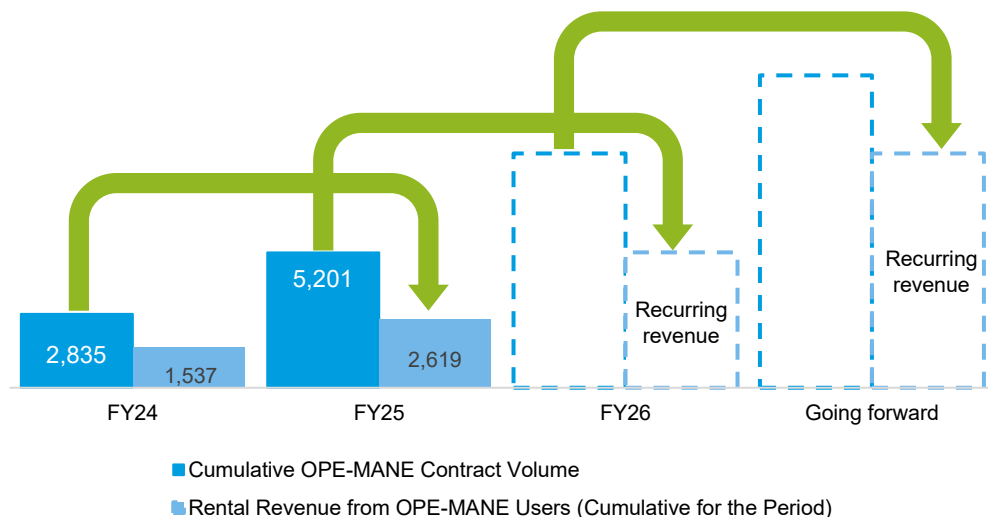 5,201
Recurring
revenue
Recurring
revenue
2,835
1,537
2,619
FY24
FY25
FY26
Going forward
Cumulative OPE-MANE Contract Volume
Rental Revenue from OPE-MANE Users (Cumulative for the Period)